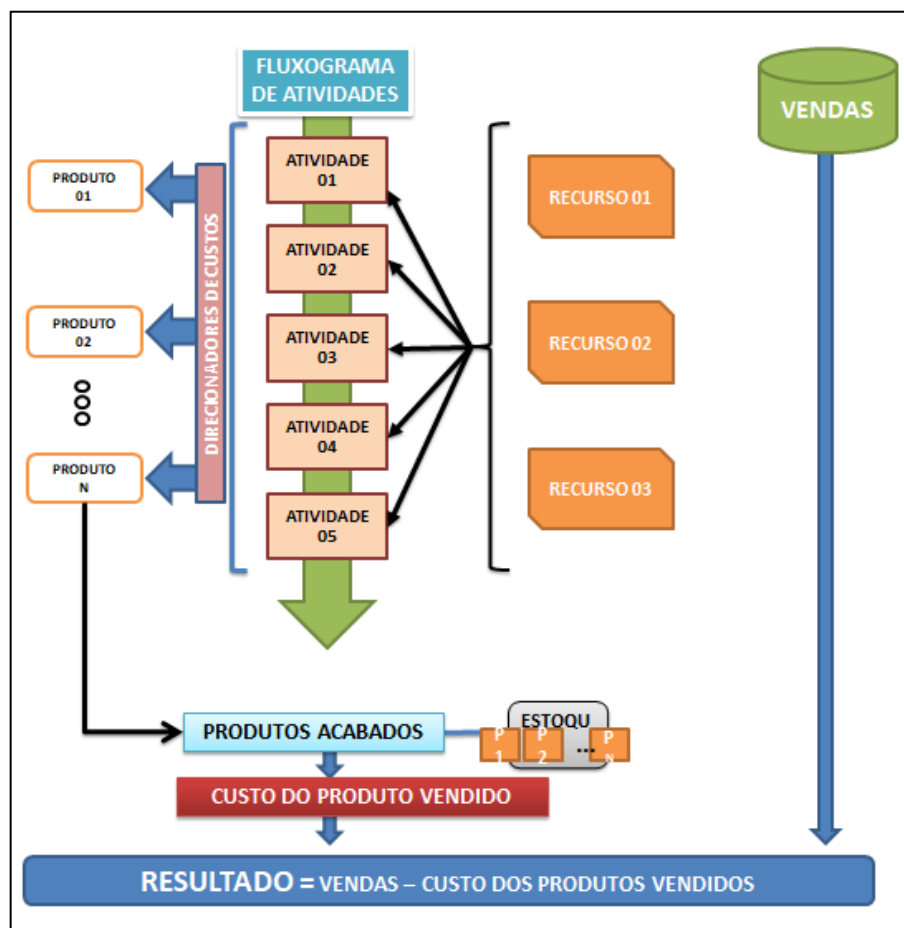 FLUXOGRAMA
DE ATIVIDADES
VENDAS
ATIVIDADE
01
ATIVIDADE
02
ATIVIDADE
03
ATIVIDADE
04
ATIVIDADE
05
RECURSO 01
RECURSO 02
RECURSO 03
DIRECIONADORES DE CUSTOS
PRODUTO
01
PRODUTO
02
PRODUTO
N
PRODUTOS ACABADOS
ESTOQU
P
1
P
2
...
P
N
CUSTO DO PRODUTO VENDIDO
RESULTADO = VENDAS – CUSTO DOS PRODUTOS VENDIDOS